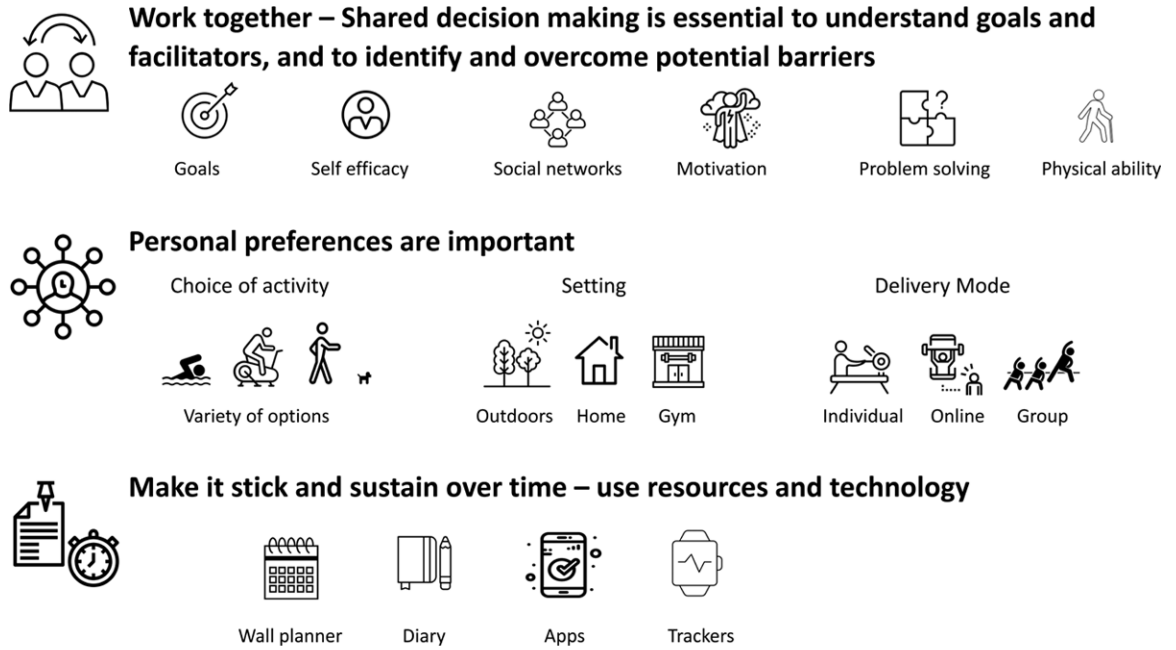 Work together – Shared decision making is essential to understand goals and
facilitators, and to identify and overcome potential barriers
Goals
Self efficacy
Social networks
Motivation
Problem solving
Physical ability
Personal preferences are important
Choice of activity
Setting
Delivery Mode
Variety of options
Outdoors
Home
Gym
Individual
Online
Group
Make it stick and sustain over time – use resources and technology
Wall planner
Diary
Apps
Trackers